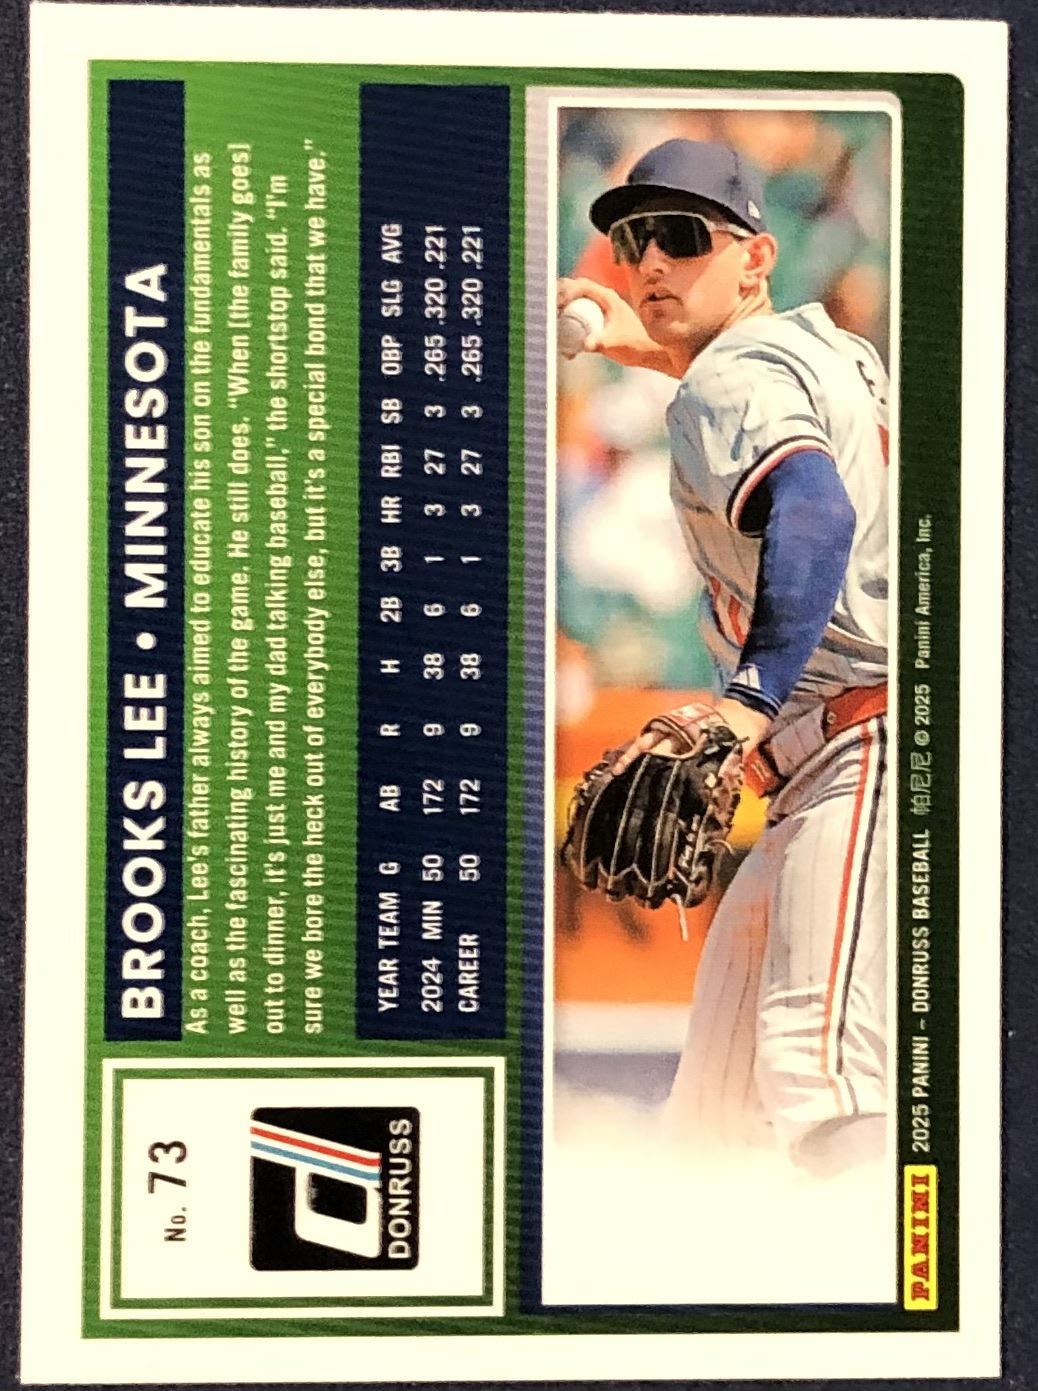 BROOKS LEE • MINNESOTA
As a coach, Lee's father always aimed to educate his son on the fundamentals as
well as the fascinating history of the game. He still does. "When [the family goes]
out to dinner, it's just me and my dad talking baseball," the shortstop said. "I'm
sure we bore the heck out of everybody else, but it's a special bond that we have."
YEAR TEAM G AB R H 2B 3B HR RBI SB OBP SLG AVG
2024 MIN 50 172 9 38 6 1 3 27 3 .265 .320 .221
CAREER 50 172 9 38 6 1 3 27 3 .265 .320 .221
No. 73
DONRUSS
PANINI 2025 PANINI – DONRUSS BASEBALL 帕尼尼 © 2025 Panini America, Inc.